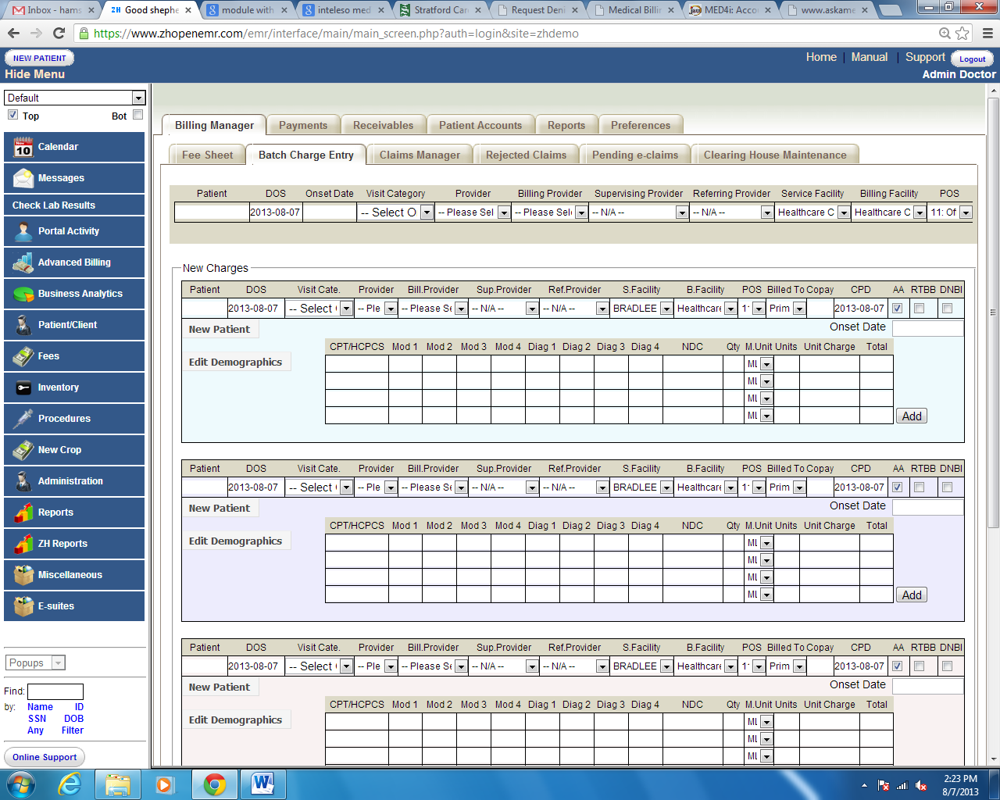 Inbox - hams
Good shephe
module with
inteleso med
Stratford Car
Request Deni
Medical Billin
MED4i: Acco
www.askame
https://www.zhopenemr.com/emr/interface/main/main_screen.php?auth=login&site=zhdemo
NEW PATIENT
Home | Manual | Support Logout
Hide Menu
Admin Doctor
Default
Top Bot
Calendar
Messages
Check Lab Results
Portal Activity
Advanced Billing
Business Analytics
Patient/Client
Fees
Inventory
Procedures
New Crop
Administration
Reports
ZH Reports
Miscellaneous
E-suites
Popups
Find:
by: Name ID
SSN DOB
Any Filter
Online Support
Billing Manager Payments Receivables Patient Accounts Reports Preferences
Fee Sheet Batch Charge Entry Claims Manager Rejected Claims Pending e-claims Clearing House Maintenance
Patient DOS Onset Date Visit Category Provider Billing Provider Supervising Provider Referring Provider Service Facility Billing Facility POS
2013-08-07 -- Select O -- Please Sel -- Please Sel -- N/A -- -- N/A -- Healthcare C Healthcare C 11: Of
New Charges
Patient DOS Visit Cate. Provider Bill.Provider Sup.Provider Ref.Provider S.Facility B.Facility POS Billed To Copay CPD AA RTBB DNBI
2013-08-07 -- Select -- Ple -- Please Se -- N/A -- -- N/A -- BRADLEE Healthcare 1 Prim 2013-08-07
New Patient
Onset Date
CPT/HCPCS Mod 1 Mod 2 Mod 3 Mod 4 Diag 1 Diag 2 Diag 3 Diag 4 NDC Qty M.Unit Units Unit Charge Total
Edit Demographics
ML
ML
ML
ML
Add
Patient DOS Visit Cate. Provider Bill.Provider Sup.Provider Ref.Provider S.Facility B.Facility POS Billed To Copay CPD AA RTBB DNBI
2013-08-07 -- Select -- Ple -- Please Se -- N/A -- -- N/A -- BRADLEE Healthcare 1 Prim 2013-08-07
New Patient
Onset Date
CPT/HCPCS Mod 1 Mod 2 Mod 3 Mod 4 Diag 1 Diag 2 Diag 3 Diag 4 NDC Qty M.Unit Units Unit Charge Total
Edit Demographics
ML
ML
ML
ML
Add
Patient DOS Visit Cate. Provider Bill.Provider Sup.Provider Ref.Provider S.Facility B.Facility POS Billed To Copay CPD AA RTBB DNBI
2013-08-07 -- Select -- Ple -- Please Se -- N/A -- -- N/A -- BRADLEE Healthcare 1 Prim 2013-08-07
New Patient
Onset Date
CPT/HCPCS Mod 1 Mod 2 Mod 3 Mod 4 Diag 1 Diag 2 Diag 3 Diag 4 NDC Qty M.Unit Units Unit Charge Total
Edit Demographics
ML
ML
ML
2:23 PM
8/7/2013